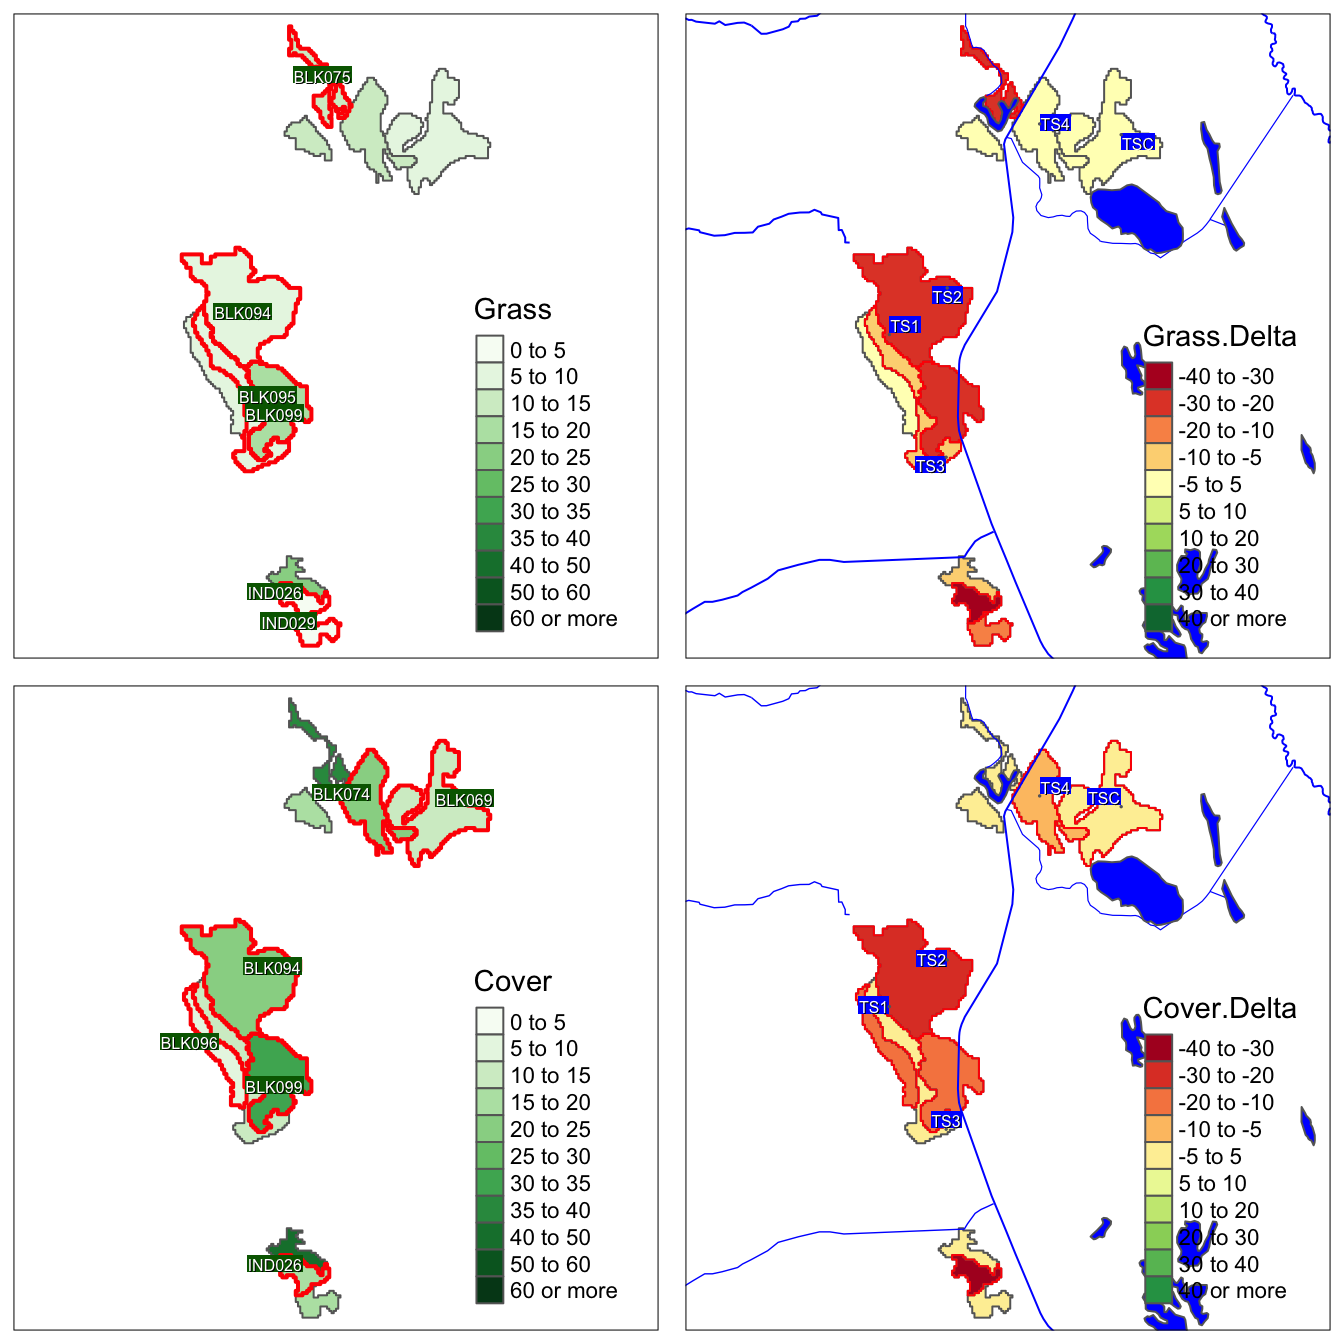 BLK075
BLK094
BLK095
BLK099
IND026
IND029
Grass
0 to 5
5 to 10
10 to 15
15 to 20
20 to 25
25 to 30
30 to 35
35 to 40
40 to 50
50 to 60
60 or more
TS4
TSC
TS2
TS1
TS3
Grass.Delta
-40 to -30
-30 to -20
-20 to -10
-10 to -5
-5 to 5
5 to 10
10 to 20
20 to 30
30 to 40
40 or more
BLK074
BLK069
BLK094
BLK096
BLK099
IND026
Cover
0 to 5
5 to 10
10 to 15
15 to 20
20 to 25
25 to 30
30 to 35
35 to 40
40 to 50
50 to 60
60 or more
TS4
TSC
TS2
TS1
TS3
Cover.Delta
-40 to -30
-30 to -20
-20 to -10
-10 to -5
-5 to 5
5 to 10
10 to 20
20 to 30
30 to 40
40 or more